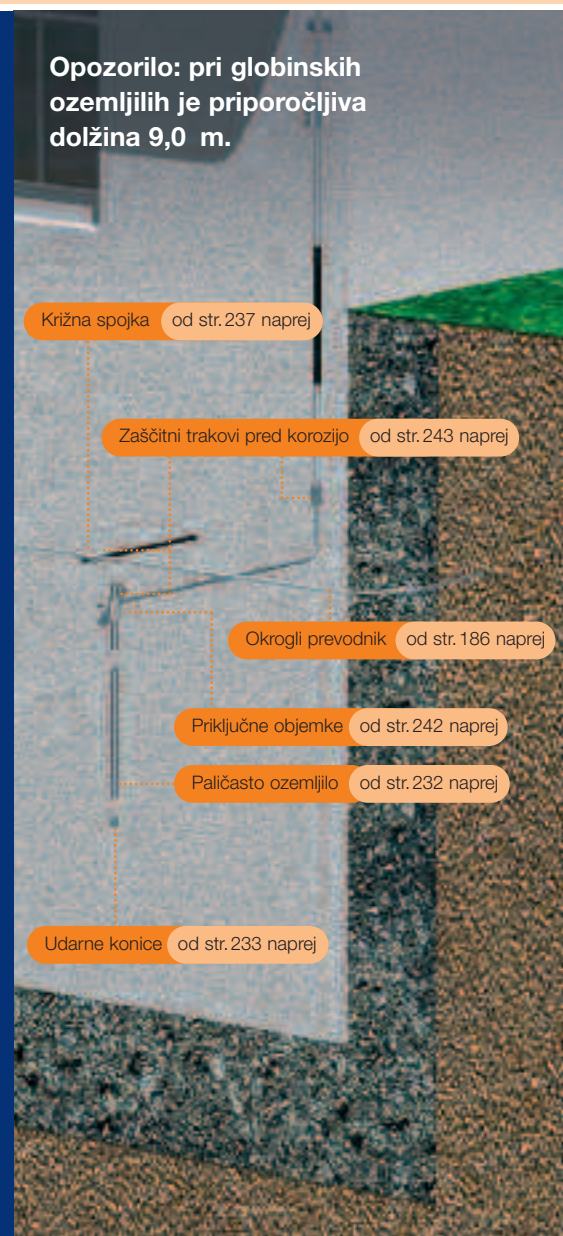 Opozorilo: pri globinskih
ozemljilih je priporočljiva
dolžina 9,0 m.
Križna spojka od str. 237 naprej
Zaščitni trakovi pred korozijo od str. 243 naprej
Okrogli prevodnik od str. 186 naprej
Priključne objemke od str. 242 naprej
Paličasto ozemljilo od str. 232 naprej
Udarne konice od str. 233 naprej